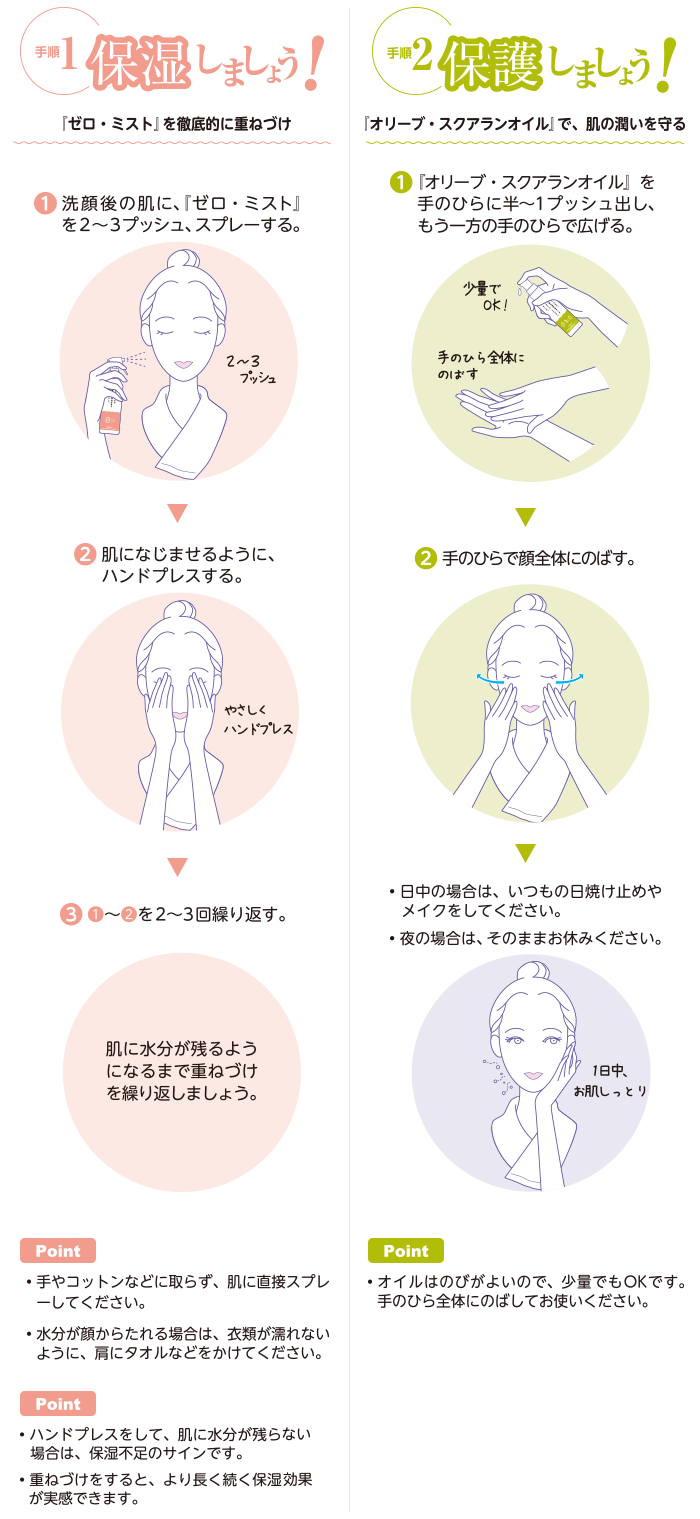 手順1 保湿しましょう!
『ゼロ・ミスト』を徹底的に重ねづけ
1 洗顔後の肌に、『ゼロ・ミスト』
を2〜3プッシュ、スプレーする。
2〜3
プッシュ
2 肌になじませるように、
ハンドプレスする。
やさしく
ハンドプレス
3 1〜2を2〜3回繰り返す。
肌に水分が残るよう
になるまで重ねづけ
を繰り返しましょう。
Point
・手やコットンなどに取らず、肌に直接スプレ
ーしてください。
・水分が顔からたれる場合は、衣類が濡れない
ように、肩にタオルなどをかけてください。
Point
・ハンドプレスをして、肌に水分が残らない
場合は、保湿不足のサインです。
・重ねづけをすると、より長く続く保湿効果
が実感できます。
手順2 保護しましょう!
『オリーブ・スクアランオイル』で、肌の潤いを守る
1 『オリーブ・スクアランオイル』を
手のひらに半〜1プッシュ出し、
もう一方の手のひらで広げる。
少量で
OK!
手のひら全体に
のばす
2 手のひらで顔全体にのばす。
・日中の場合は、いつもの日焼け止めや
メイクをしてください。
・夜の場合は、そのままお休みください。
1日中、
お肌しっとり
Point
・オイルはのびがよいので、少量でもOKです。
手のひら全体にのばしてお使いください。